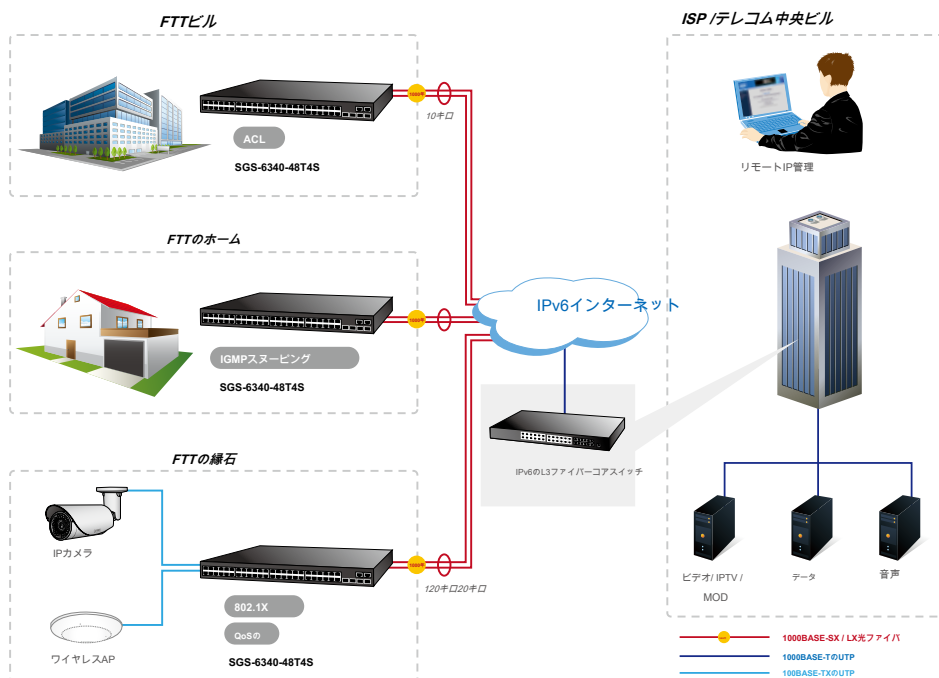 FTTビル
ISP /テレコム中央ビル
ACL
SGS-6340-48T4S
10キロ
リモートIP管理
FTTのホーム
IPv6インターネット
IGMPスヌーピング
SGS-6340-48T4S
IPv6のL3ファイバーコアスイッチ
FTTの縁石
IPカメラ
802.1X
QoSの
SGS-6340-48T4S
120キロ20キロ
ワイヤレスAP
ビデオ/ IPTV /
MOD
データ
音声
1000BASE-SX / LX光ファイバ
1000BASE-TのUTP
100BASE-TXのUTP